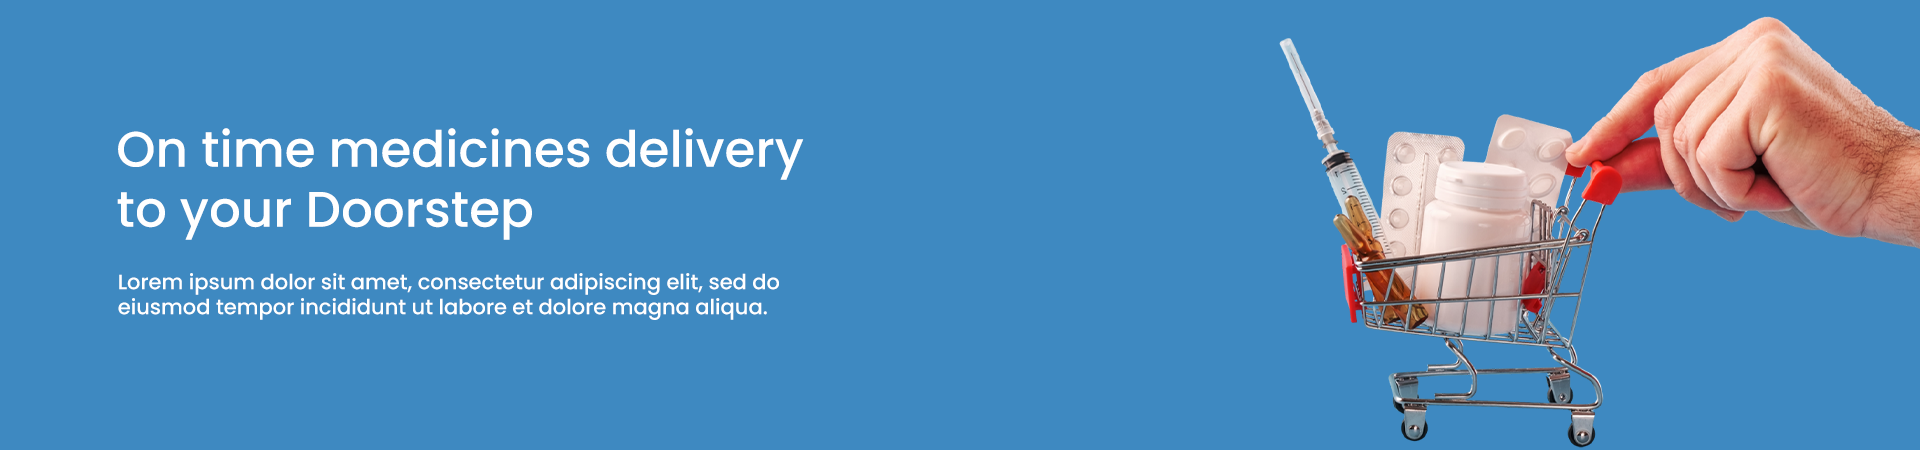 On time medicines delivery
to your Doorstep
Lorem ipsum dolor sit amet, consectetur adipiscing elit, sed do
eiusmod tempor incididunt ut labore et dolore magna aliqua.